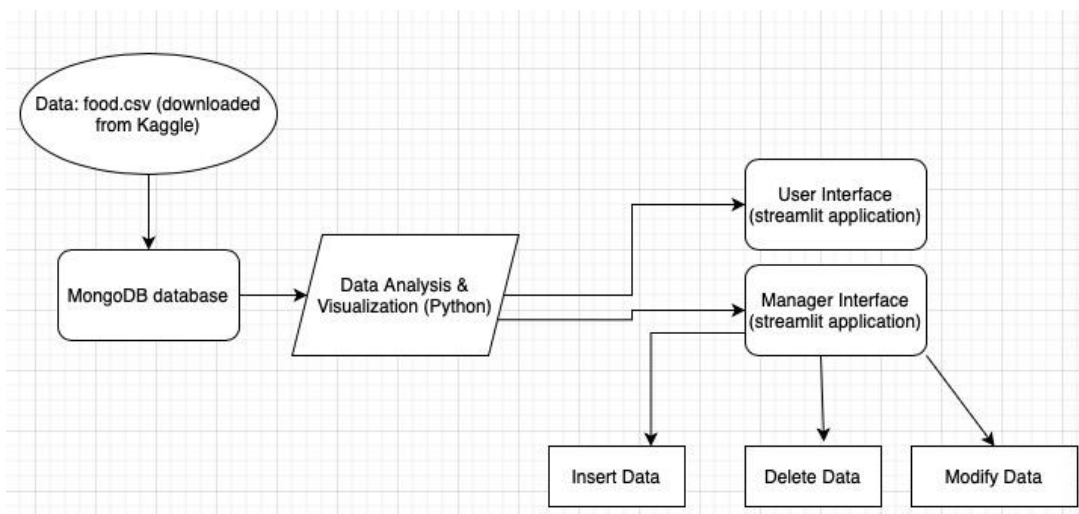 Data: food.csv (downloaded
from Kaggle)
User Interface
(streamlit application)
MongoDB database
Data Analysis &
Visualization (Python)
Manager Interface
(streamlit application)
Insert Data
Delete Data
Modify Data